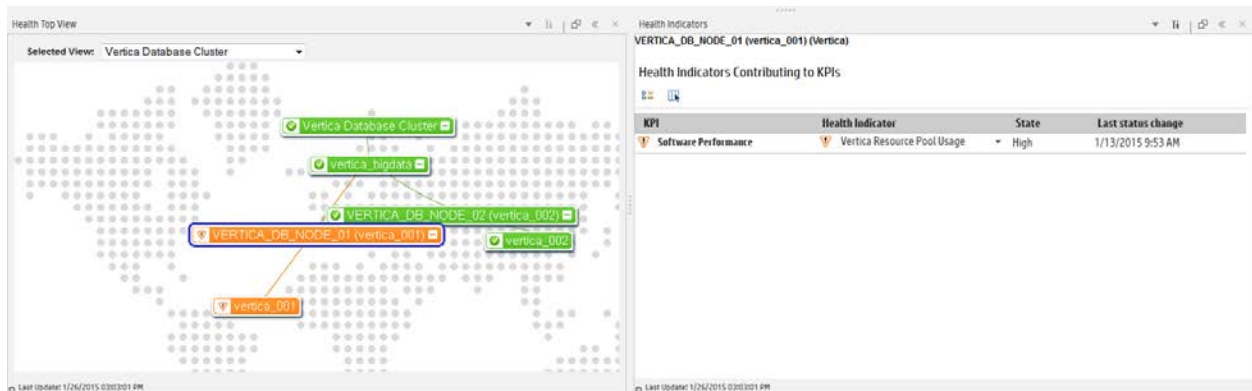 Health Top View
Selected View: Vertica Database Cluster
Vertica Database Cluster
vertica_bigdata
VERTICA_DB_NODE_02 (vertica_002)
VERTICA_DB_NODE_01 (vertica_001)
vertica_002
vertica_001
Last Update: 1/26/2015 03:03:01 PM
Health Indicators
VERTICA_DB_NODE_01 (vertica_001) (Vertica)
Health Indicators Contributing to KPIs
KPI Health Indicator State Last status change
Software Performance Vertica Resource Pool Usage High 1/13/2015 9:53 AM
Last Update: 1/26/2015 03:03:01 PM